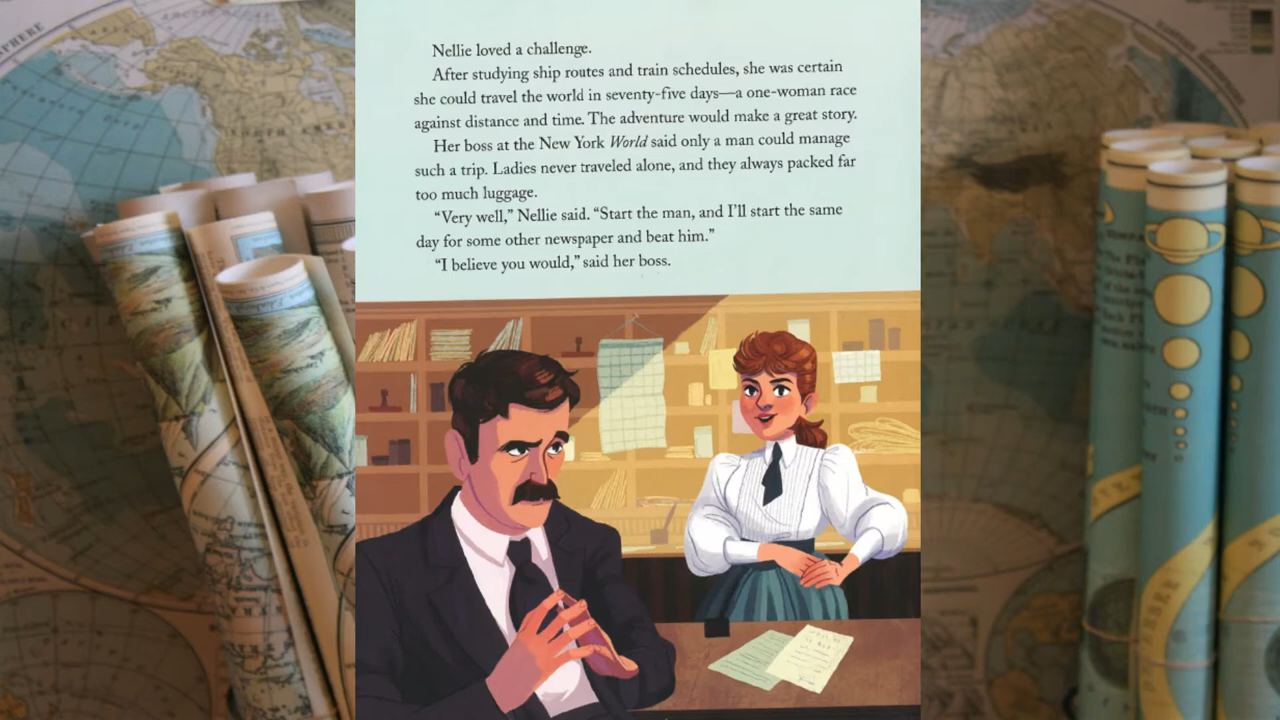 Nellie loved a challenge.
After studying ship routes and train schedules, she was certain
she could travel the world in seventy-five days—a one-woman race
against distance and time. The adventure would make a great story.
Her boss at the New York World said only a man could manage
such a trip. Ladies never traveled alone, and they always packed far
too much luggage.
“Very well,” Nellie said. “Start the man, and I’ll start the same
day for some other newspaper and beat him.”
“I believe you would,” said her boss.